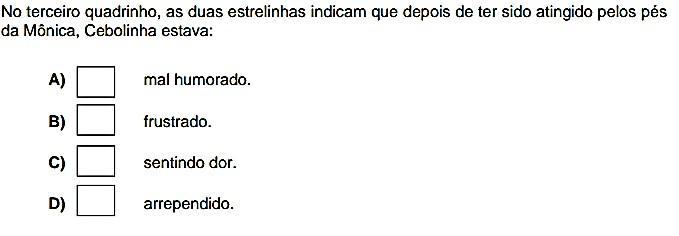 No terceiro quadrinho, as duas estrelinhas indicam que depois de ter sido atingido pelos pés
da Mônica, Cebolinha estava:
A) mal humorado.
B) frustrado.
C) sentindo dor.
D) arrependido.